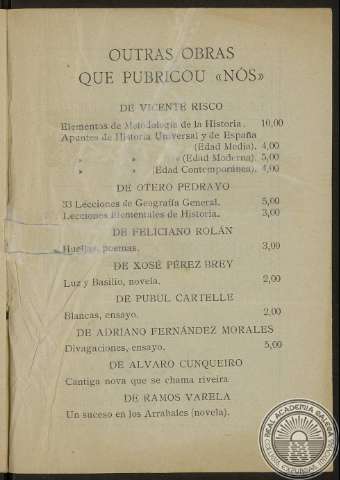 OUTRAS OBRAS
QUE PUBRICOU «NÓS»
DE VICENTE RISCO
Elementos de Metodología de la Historia. 10,00
Apuntes de Historia Universal y de España
(Edad Media). 4,00
» » » (Edad Moderna). 5,00
» » (Edad Contemporánea). 4,00
DE OTERO PEDRAYO
33 Lecciones de Geografía General. 5,00
Lecciones Elementales de Historia. 3,00
DE FELICIANO ROLÁN
Huellas, poemas. 3,00
DE XOSÉ PÉREZ BREY
Luz y Basilio, novela. 2,00
DE PUBUL CARTELLE
Blancas, ensayo. 2,00
DE ADRIANO FERNÁNDEZ MORALES
Divagaciones, ensayo. 5,00
DE ALVARO CUNQUEIRO
Cantiga nova que se chama riveira
DE RAMOS VARELA
Un suceso en los Arrabales (novela).
REAL ACADEMIA GALEGA